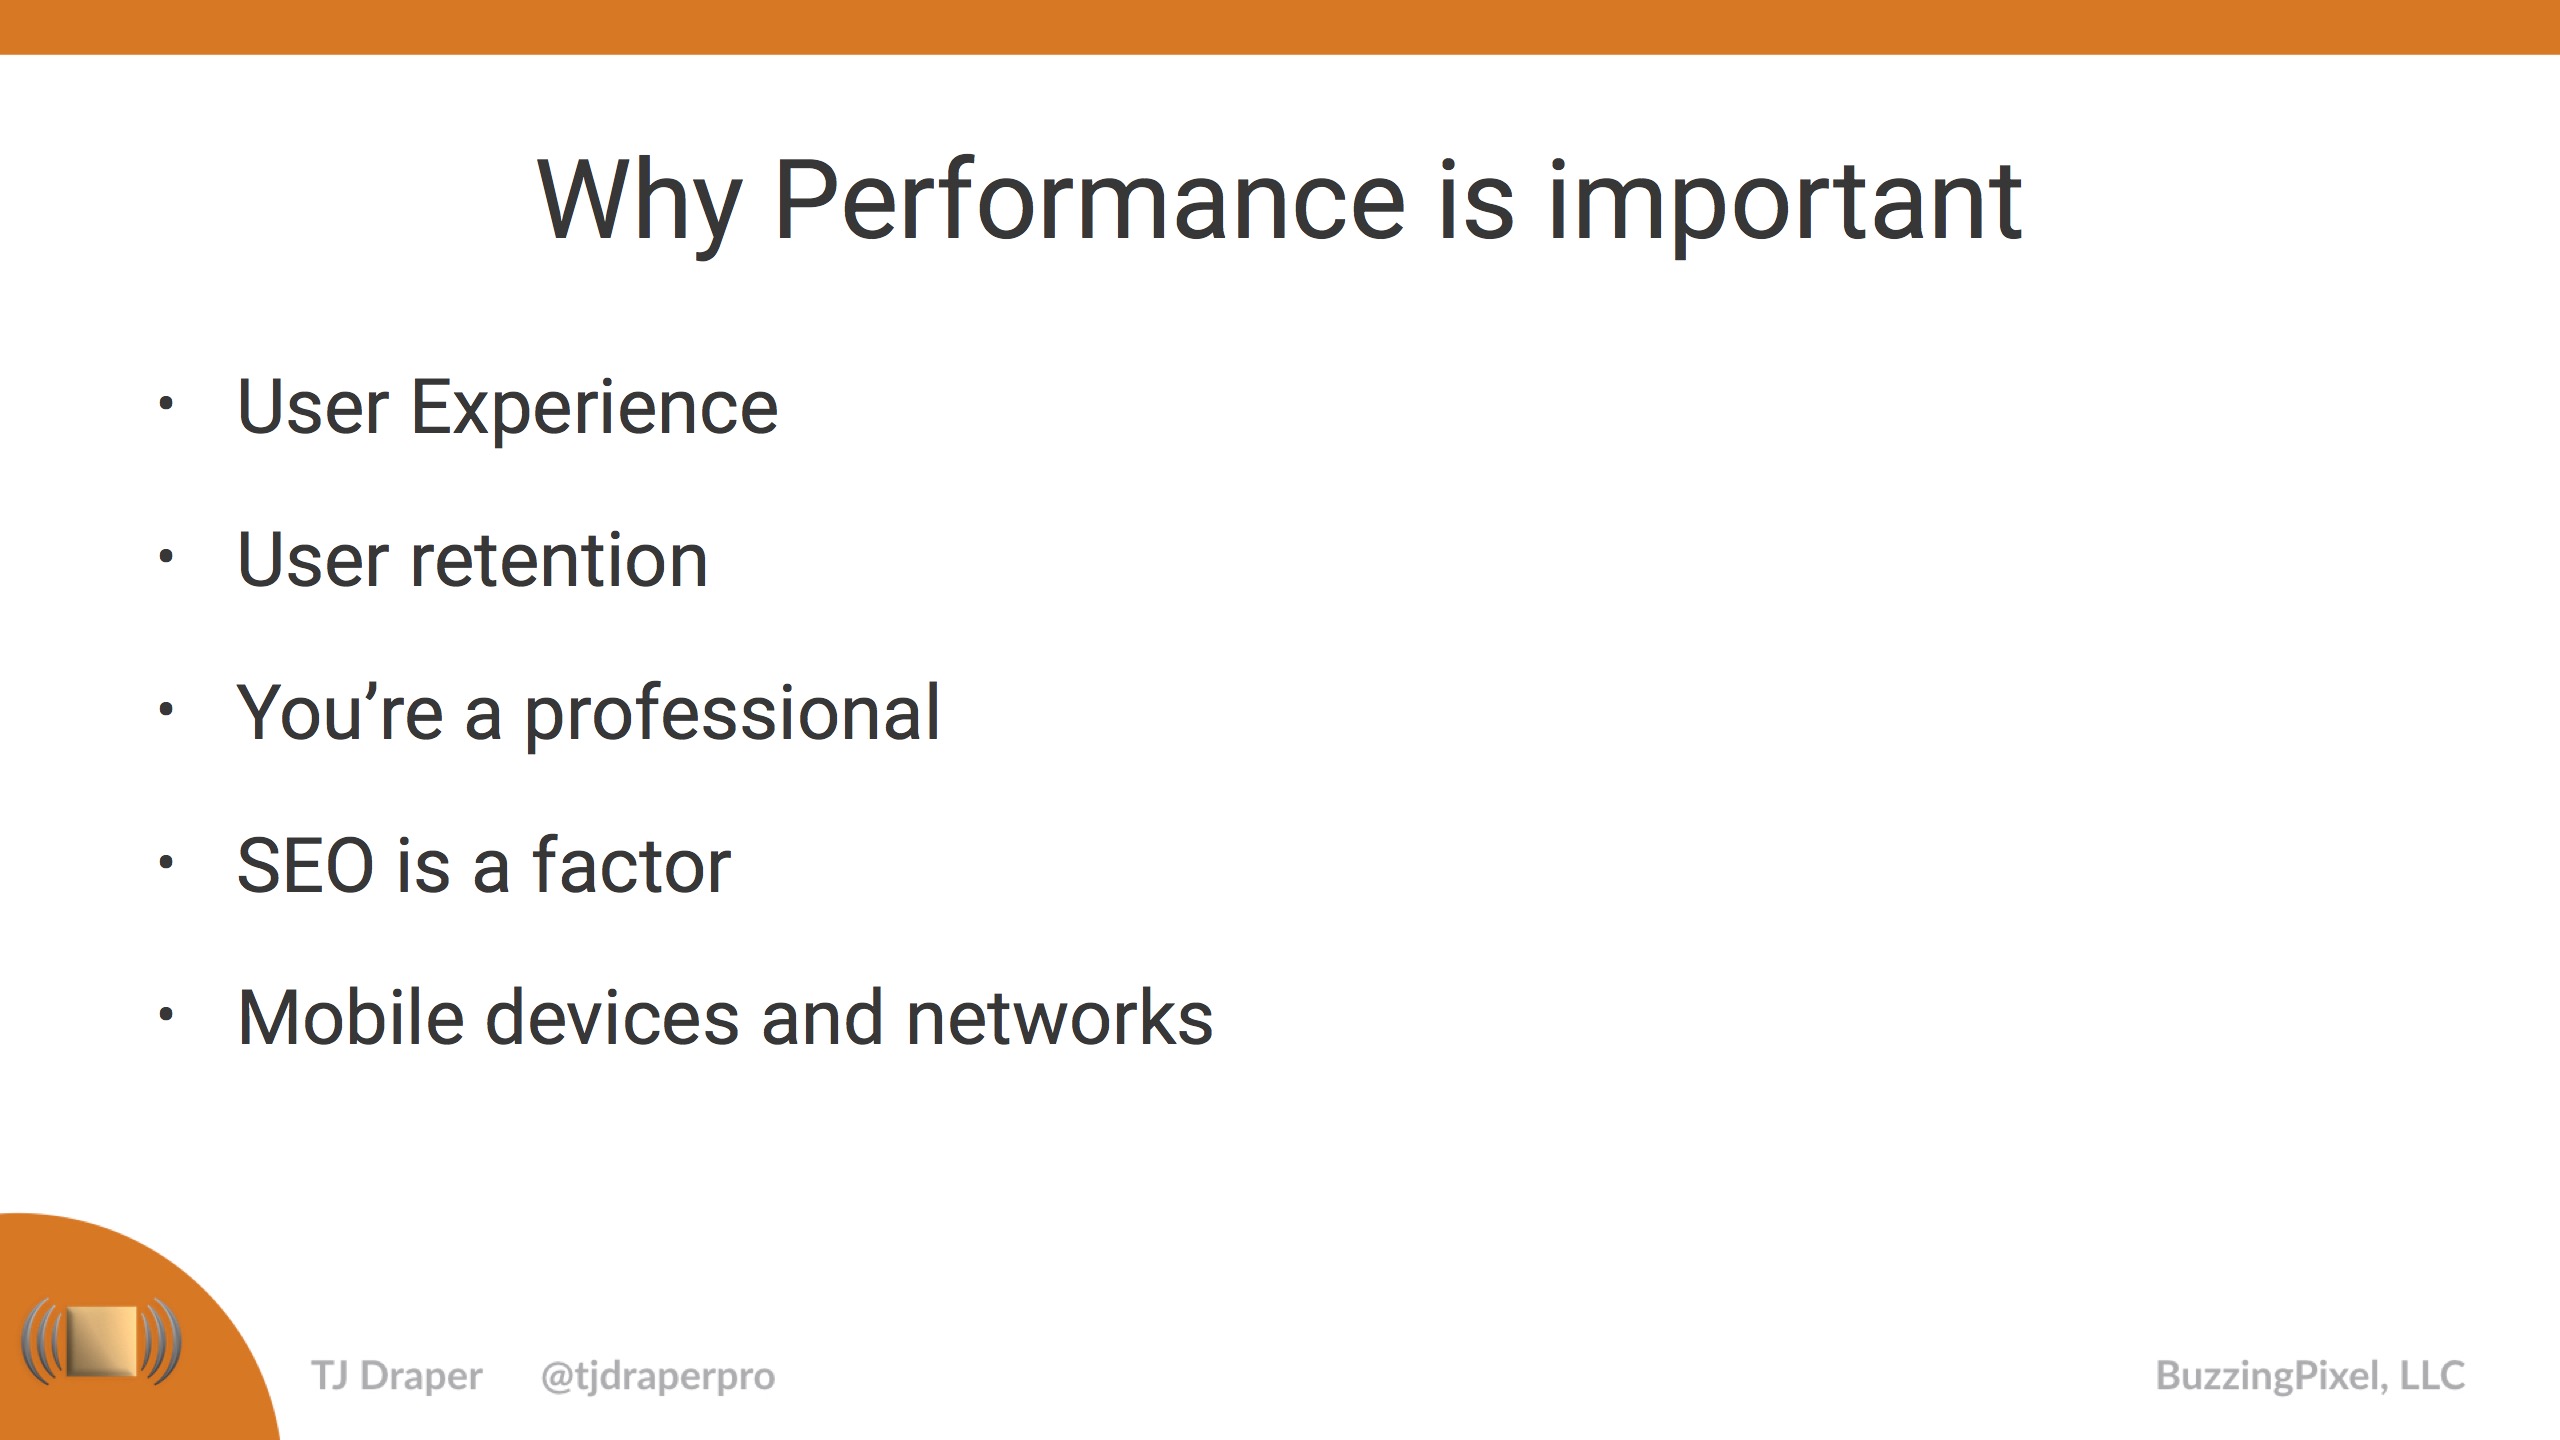 Why Performance is important
• User Experience
• User retention
• You’re a professional
• SEO is a factor
• Mobile devices and networks
TJ Draper @tjdraperpro BuzzingPixel, LLC